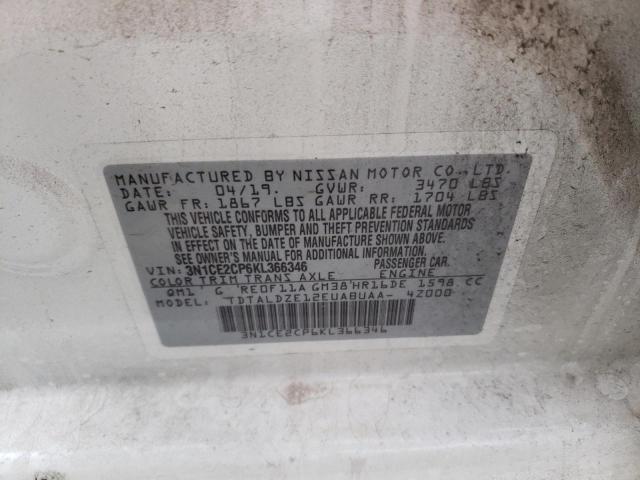 MANUFACTURED BY NISSAN MOTOR CO., LTD.
DATE: 04/19. GVWR: 3470 LBS
GAWR FR: 1867 LBS GAWR RR: 1704 LBS
THIS VEHICLE CONFORMS TO ALL APPLICABLE FEDERAL MOTOR
VEHICLE SAFETY, BUMPER AND THEFT PREVENTION STANDARDS
IN EFFECT ON THE DATE OF MANUFACTURE SHOWN ABOVE.
SEE OWNERS MANUAL FOR ADDITIONAL INFORMATION.
VIN: 3N1CE2CP6KL366346 PASSENGER CAR.
COLOR TRIM TRANS AXLE ENGINE
QM1 G RE0F11A GM38 HR16DE 1598 CC
TDTALDZE12EUABUAA-- 4Z000
3N1CE2CP6KL366346